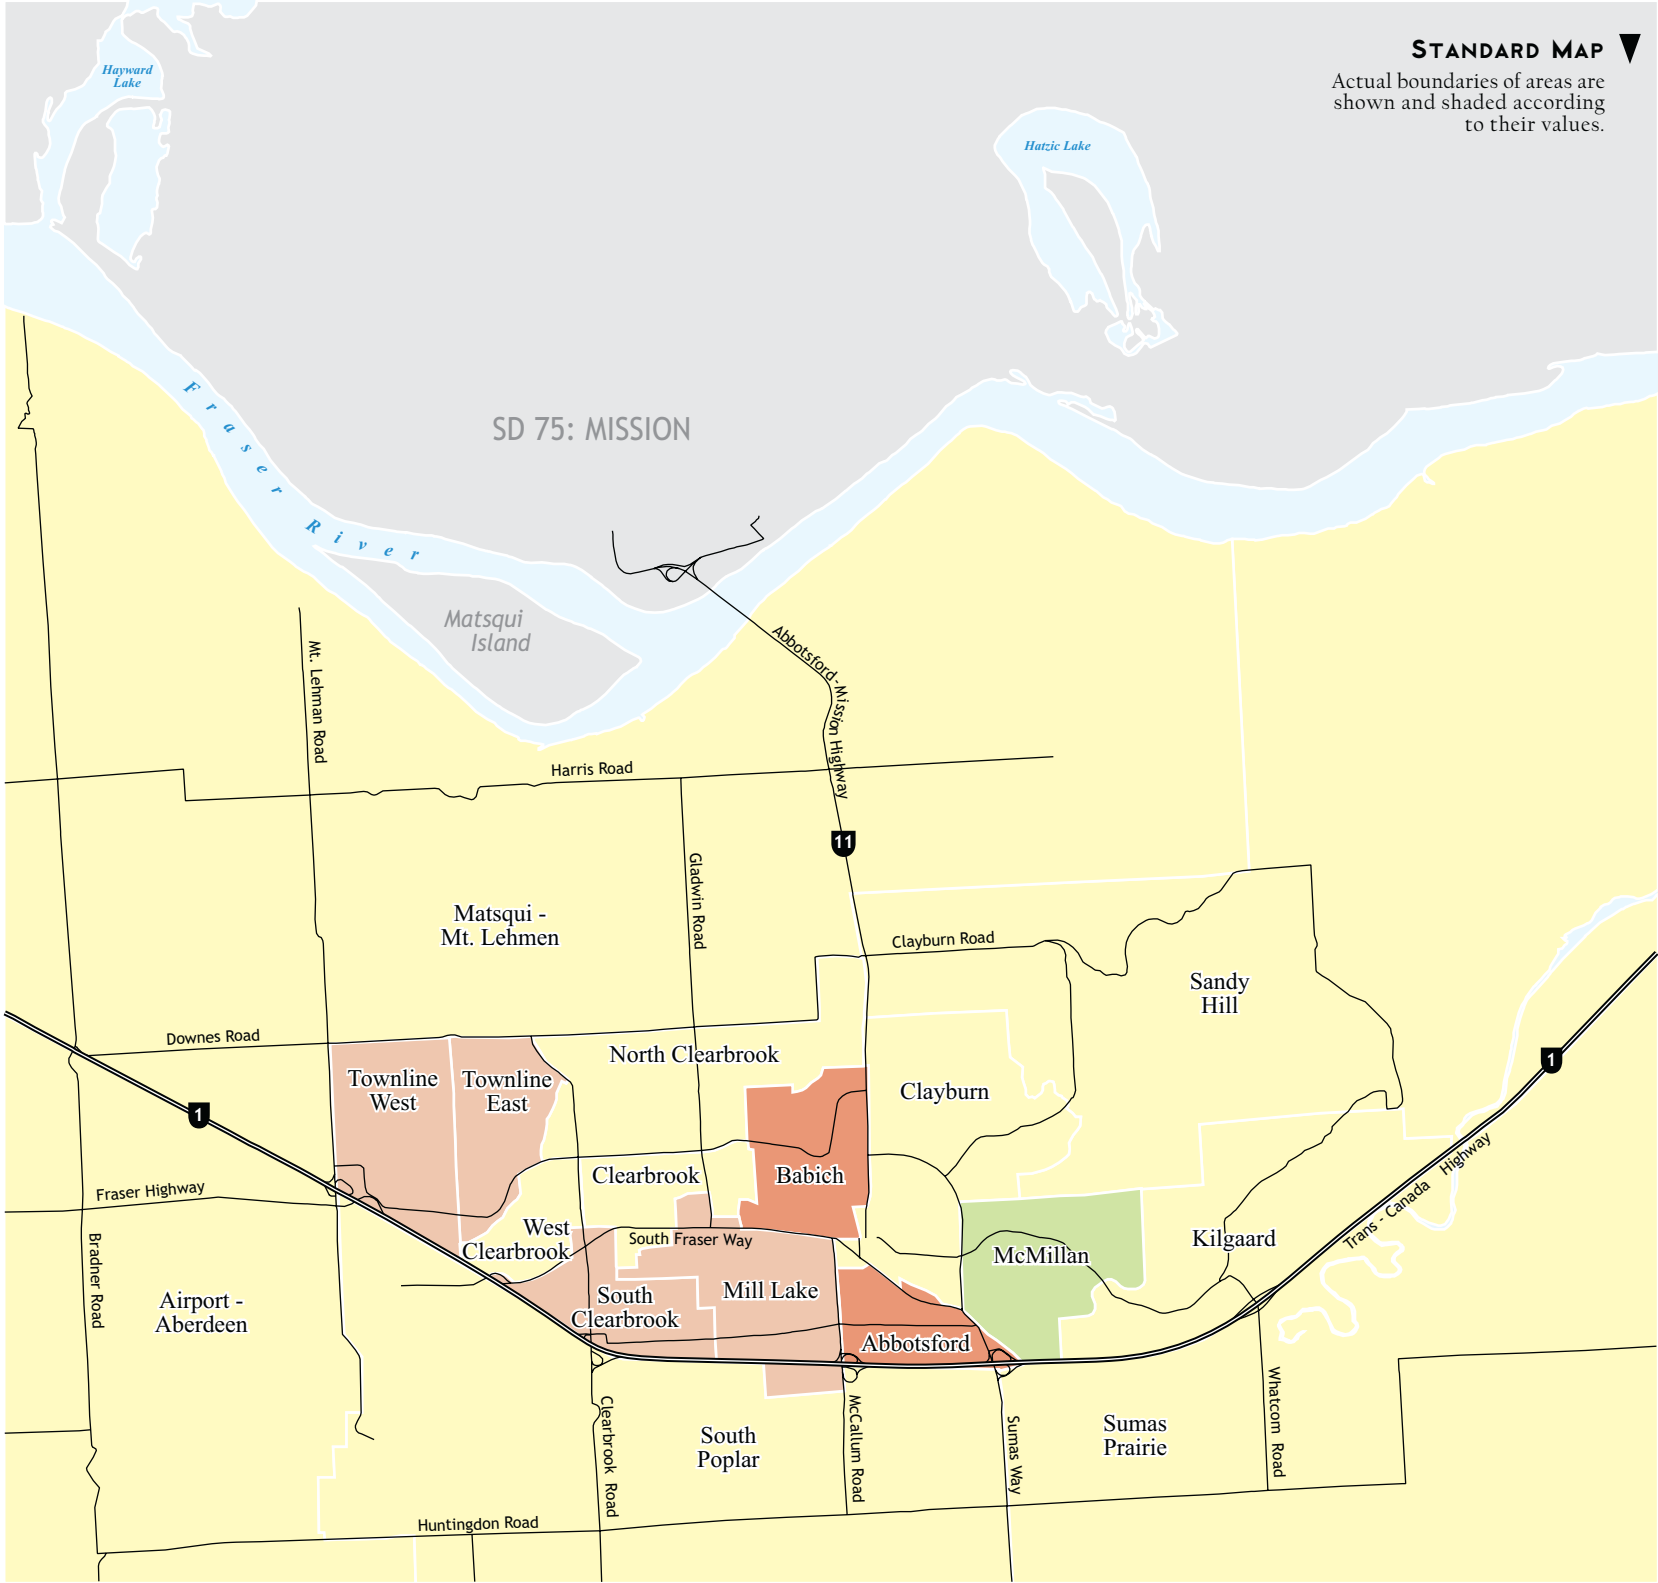 STANDARD MAP
Actual boundaries of areas are
shown and shaded according
to their values.
Hayward
Lake
Hatzic Lake
Fraser River
SD 75: MISSION
Matsqui
Island
Abbotsford-Mission Highway
Mt. Lehman Road
Harris Road
11
Gladwin Road
Matsqui -
Mt. Lehmen
Clayburn Road
Sandy
Hill
Downes Road
North Clearbrook
1
Townline
West
Townline
East
Clayburn
1
Clearbrook
Babich
Fraser Highway
Trans - Canada Highway
West
Clearbrook
South Fraser Way
McMillan
Kilgaard
Bradner Road
Airport -
Aberdeen
South
Clearbrook
Mill Lake
Abbotsford
Clearbrook Road
South
Poplar
McCallum Road
Sumas Way
Sumas
Prairie
Whatcom Road
Huntingdon Road